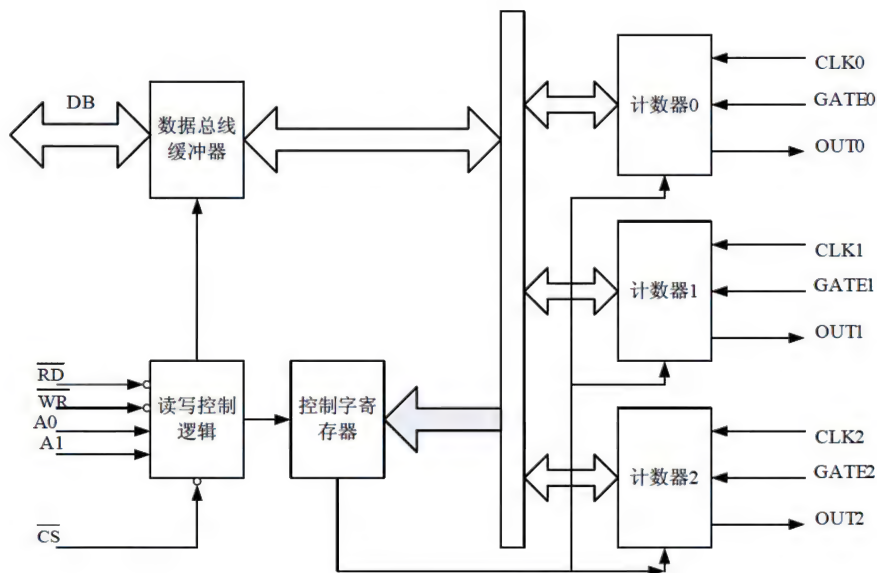 DB
数据总线
缓冲器
计数器0
CLK0
GATE0
OUT0
计数器1
CLK1
GATE1
OUT1
RD
WR
A0
A1
读写控制
逻辑
控制字寄
存器
CS
计数器2
CLK2
GATE2
OUT2